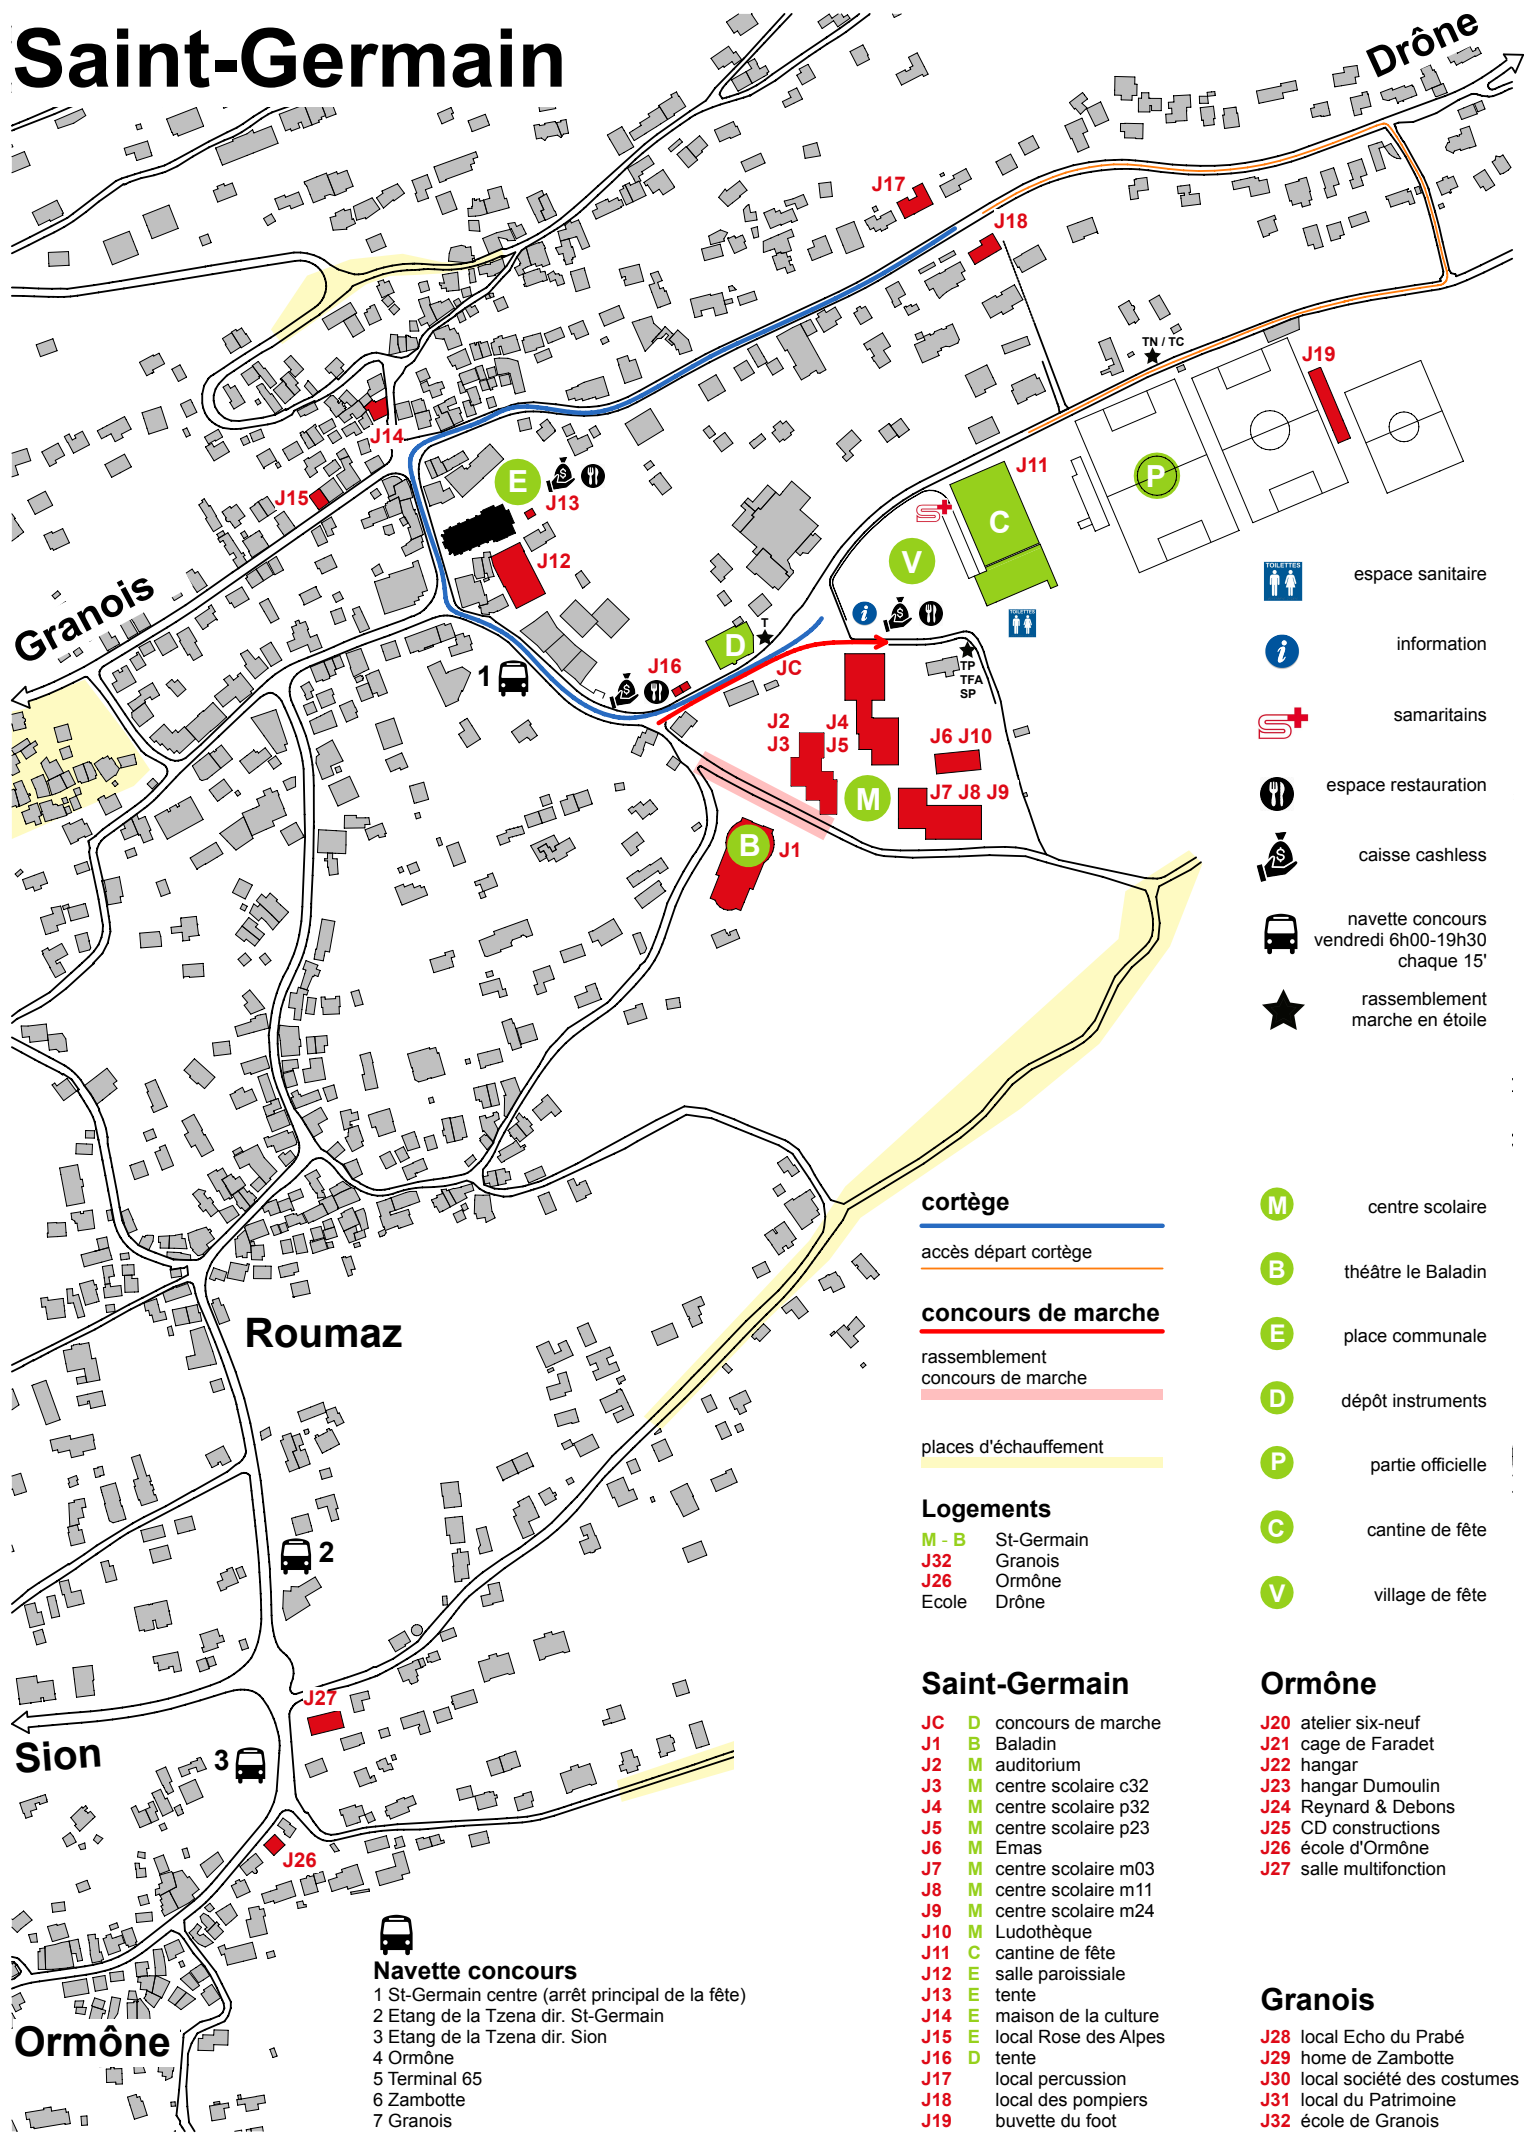 Saint-Germain
Drône
J17
J18
TN / TC
J19
J14
J15
E
J13
J12
J11
P
C
V
Granois
TOILETTES
espace sanitaire
TOILETTES
i
information
T
D
J16
JC
1
TP
TFA
SP
samaritains
J2
J3
J4
J5
J6 J10
J7 J8 J9
M
B
J1
espace restauration
caisse cashless
navette concours
vendredi 6h00-19h30
chaque 15'
rassemblement
marche en étoile
cortège
accès départ cortège
concours de marche
rassemblement
concours de marche
places d'échauffement
M centre scolaire
B théâtre le Baladin
E place communale
D dépôt instruments
P partie officielle
C cantine de fête
V village de fête
Roumaz
2
J27
Sion
3
J26
Ormône
Logements
M - B St-Germain
J32 Granois
J26 Ormône
Ecole Drône
Saint-Germain
JC D concours de marche
J1 B Baladin
J2 M auditorium
J3 M centre scolaire c32
J4 M centre scolaire p32
J5 M centre scolaire p23
J6 M Emas
J7 M centre scolaire m03
J8 M centre scolaire m11
J9 M centre scolaire m24
J10 M Ludothèque
J11 C cantine de fête
J12 E salle paroissiale
J13 E tente
J14 E maison de la culture
J15 E local Rose des Alpes
J16 D tente
J17 local percussion
J18 local des pompiers
J19 buvette du foot
Ormône
J20 atelier six-neuf
J21 cage de Faradet
J22 hangar
J23 hangar Dumoulin
J24 Reynard & Debons
J25 CD constructions
J26 école d'Ormône
J27 salle multifonction
Granois
J28 local Echo du Prabé
J29 home de Zambotte
J30 local société des costumes
J31 local du Patrimoine
J32 école de Granois
Navette concours
1 St-Germain centre (arrêt principal de la fête)
2 Etang de la Tzena dir. St-Germain
3 Etang de la Tzena dir. Sion
4 Ormône
5 Terminal 65
6 Zambotte
7 Granois